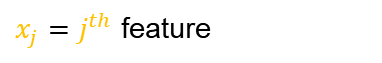 x_j = j^{th} feature